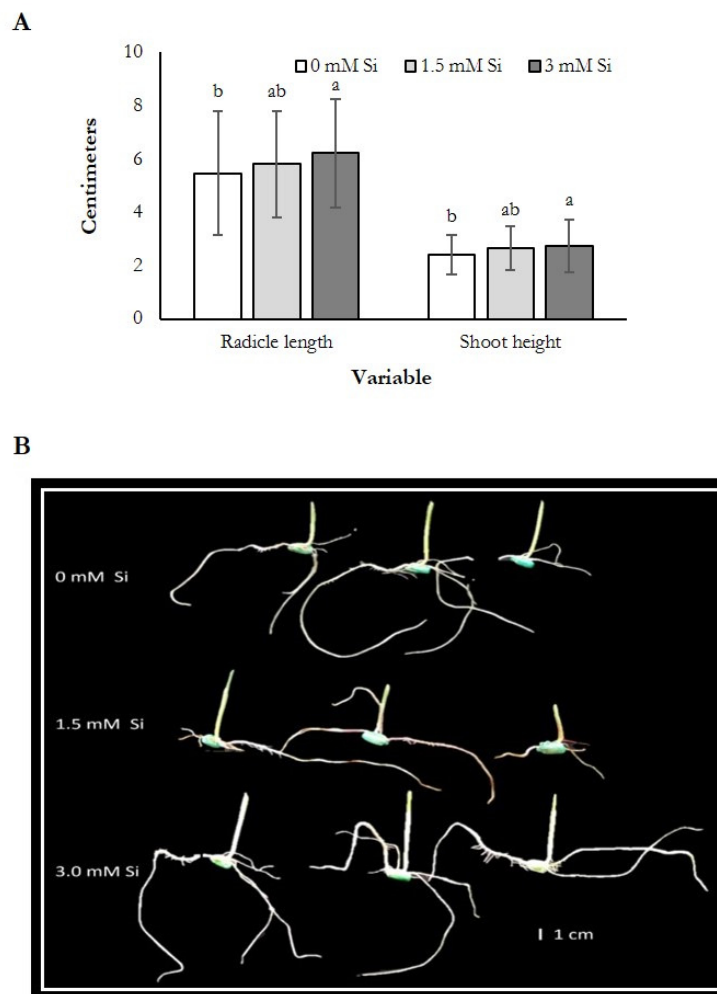 A
10
8
6
4
2
0
Centimeters
0 mM Si 1.5 mM Si 3 mM Si
b ab a
b ab a
Radicle length Shoot height
Variable
B
0 mM Si
1.5 mM Si
3.0 mM Si
1 cm